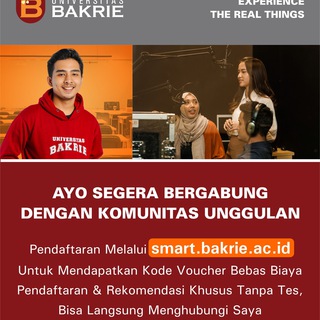 UNIVERSITAS
BAKRIE
EXPERIENCE
THE REAL THINGS
UNIVERSITAS
BAKRIE
AYO SEGERA BERGABUNG
DENGAN KOMUNITAS UNGGULAN
Pendaftaran Melalui smart.bakrie.ac.id
Untuk Mendapatkan Kode Voucher Bebas Biaya
Pendaftaran & Rekomendasi Khusus Tanpa Tes,
Bisa Langsung Menghubungi Saya